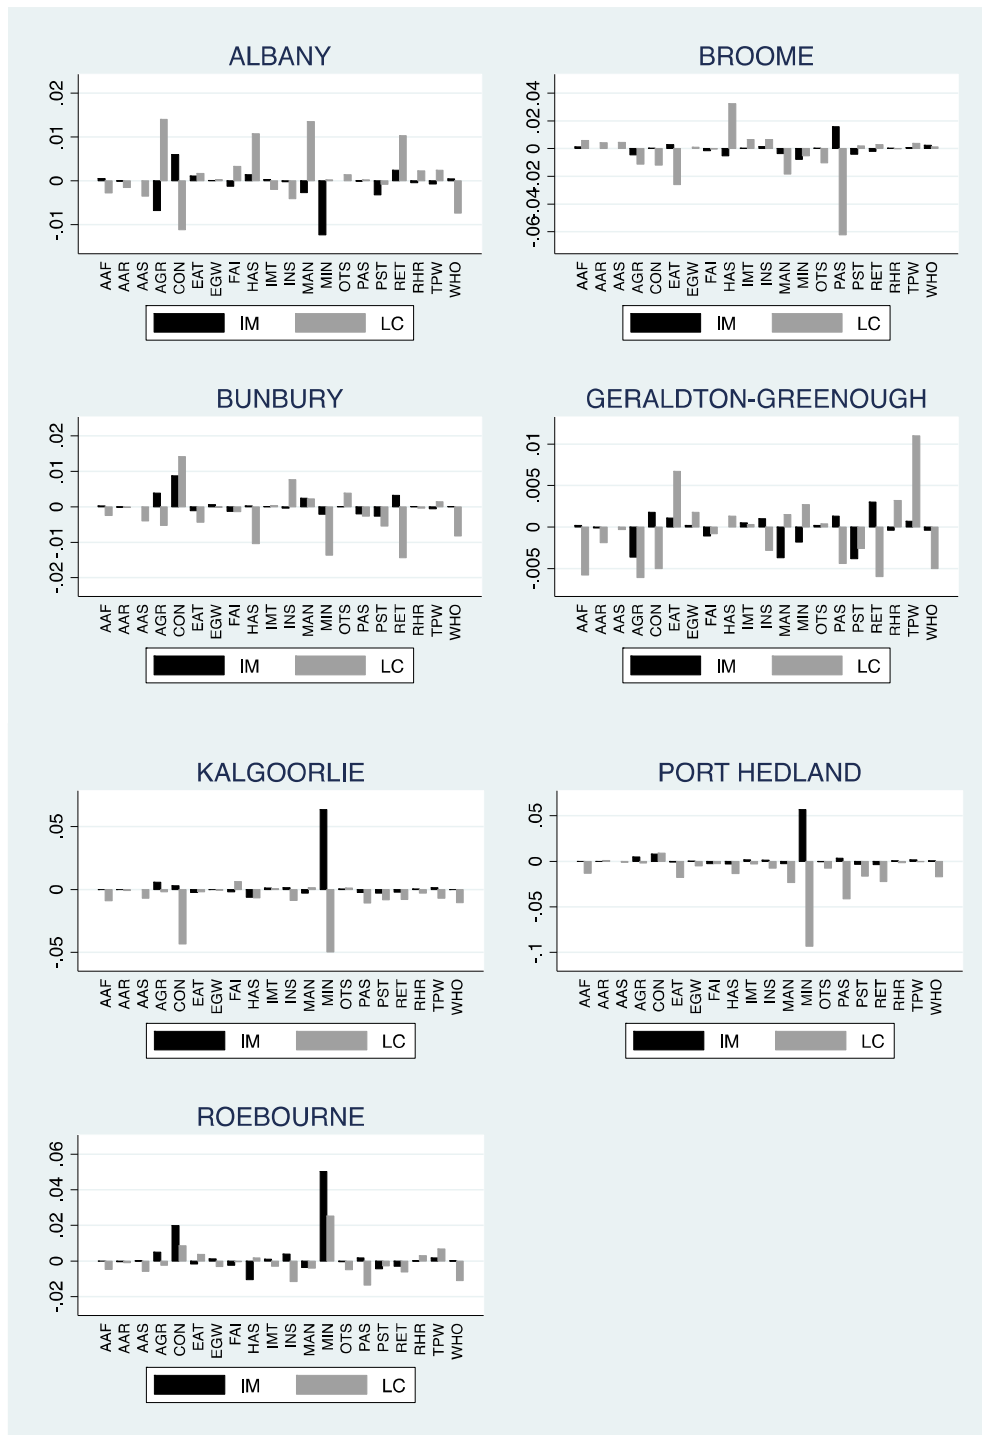 ALBANY
.02
.01
0
-.01
AAF AAR AAS AGR CON EAT EGW FAI HAS IMT INS MAN MIN OTS PAS PST RET RHR TPW WHO
IM LC
BROOME
.04
.02
0
-.02
-.04
-.06
AAF AAR AAS AGR CON EAT EGW FAI HAS IMT INS MAN MIN OTS PAS PST RET RHR TPW WHO
IM LC
BUNBURY
.02
.01
0
-.01
-.02
AAF AAR AAS AGR CON EAT EGW FAI HAS IMT INS MAN MIN OTS PAS PST RET RHR TPW WHO
IM LC
GERALDTON-GREENOUGH
.01
.005
0
-.005
AAF AAR AAS AGR CON EAT EGW FAI HAS IMT INS MAN MIN OTS PAS PST RET RHR TPW WHO
IM LC
KALGOORLIE
.05
0
-.05
AAF AAR AAS AGR CON EAT EGW FAI HAS IMT INS MAN MIN OTS PAS PST RET RHR TPW WHO
IM LC
PORT HEDLAND
.05
0
-.05
-.1
AAF AAR AAS AGR CON EAT EGW FAI HAS IMT INS MAN MIN OTS PAS PST RET RHR TPW WHO
IM LC
ROEBOURNE
.06
.04
.02
0
-.02
AAF AAR AAS AGR CON EAT EGW FAI HAS IMT INS MAN MIN OTS PAS PST RET RHR TPW WHO
IM LC